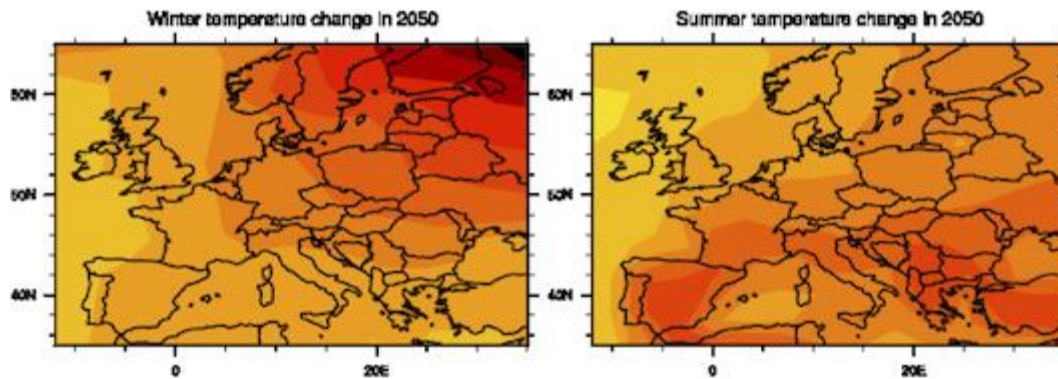 Winter temperature change in 2050
Summer temperature change in 2050
60N
50N
40N
0
20E
60N
50N
40N
0
20E